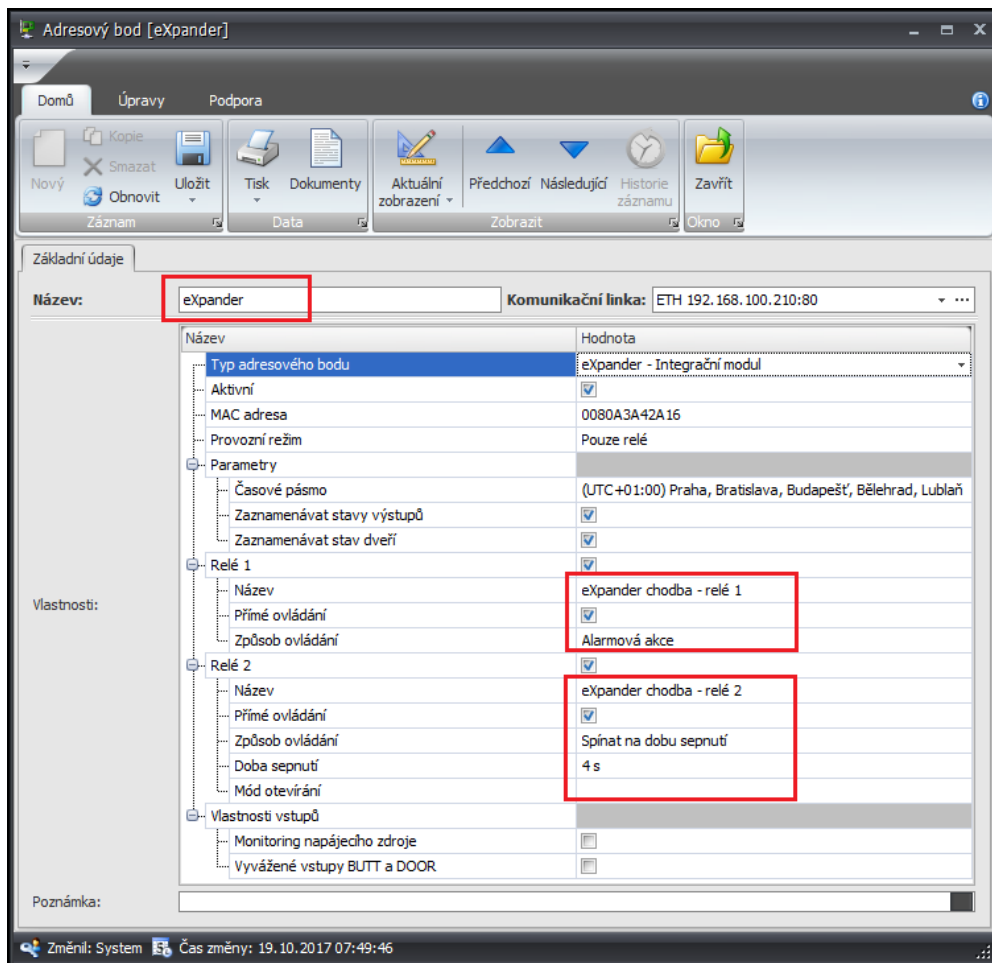 Adresový bod [eXpander]
Domů Úpravy Podpora
Nový
Kopie
Smazat
Obnovit
Uložit
Tisk
Dokumenty
Aktuální
zobrazení
Předchozí
Následující
Historie
záznamu
Zavřít
Záznam Data Zobrazit Okno
Základní údaje
Název: eXpander Komunikační linka: ETH 192.168.100.210:80
Název Hodnota
Typ adresového bodu eXpander - Integrační modul
Aktivní
MAC adresa 0080A3A42A16
Provozní režim Pouze relé
Parametry
Časové pásmo (UTC+01:00) Praha, Bratislava, Budapešť, Bělehrad, Lublaň
Zaznamenávat stavy výstupů
Zaznamenávat stav dveří
Relé 1
Název eXpander chodba - relé 1
Vlastnosti:
Přímé ovládání
Způsob ovládání Alarmová akce
Relé 2
Název eXpander chodba - relé 2
Přímé ovládání
Způsob ovládání Spínat na dobu sepnutí
Doba sepnutí 4 s
Mód otevírání
Vlastnosti vstupů
Monitoring napájecího zdroje
Vyvážené vstupy BUTT a DOOR
Poznámka:
Změnil: System Čas změny: 19.10.2017 07:49:46